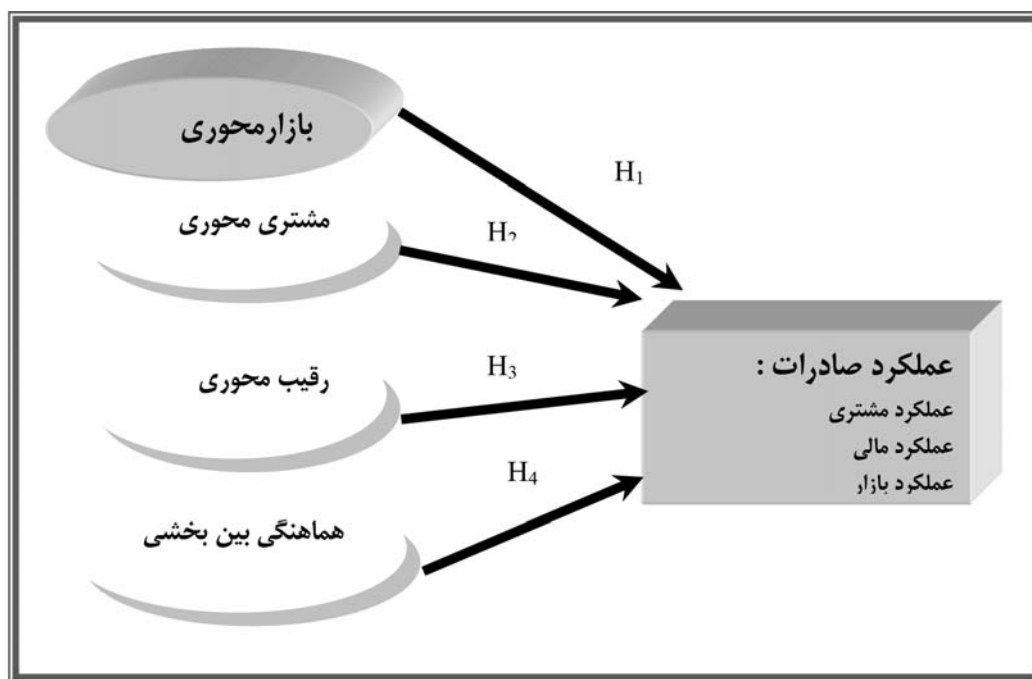 بازارمحوری
H₁
مشتری محوری
H₂
رقیب محوری
H₃
هماهنگی بین بخشی
H₄
عملکرد صادرات :
عملکرد مشتری
عملکرد مالی
عملکرد بازار